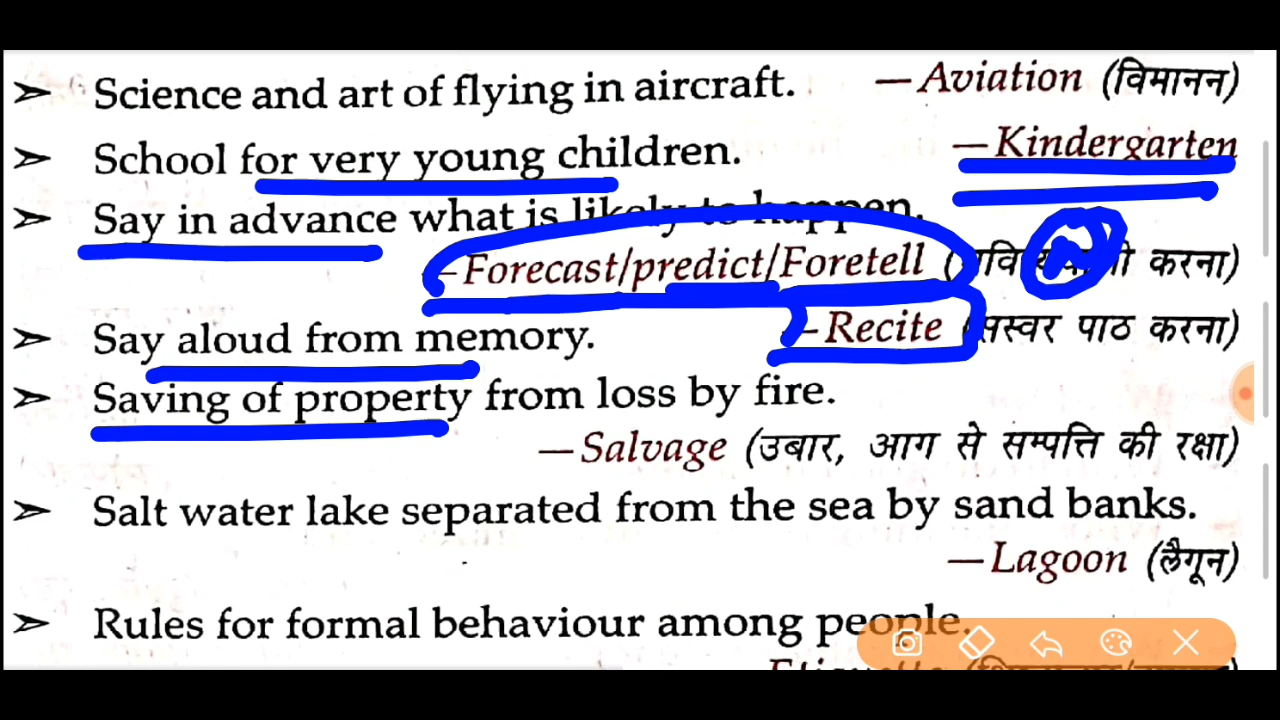 ➢ Science and art of flying in aircraft. — Aviation (विमानन)
➢ School for very young children. — Kindergarten
➢ Say in advance what is likely to happen.
— Forecast/predict/Foretell करना)
➢ Say aloud from memory. — Recite (सस्वर पाठ करना)
➢ Saving of property from loss by fire.
— Salvage (उबार, आग से सम्पत्ति की रक्षा)
➢ Salt water lake separated from the sea by sand banks.
— Lagoon (लैगून)
➢ Rules for formal behaviour among people.